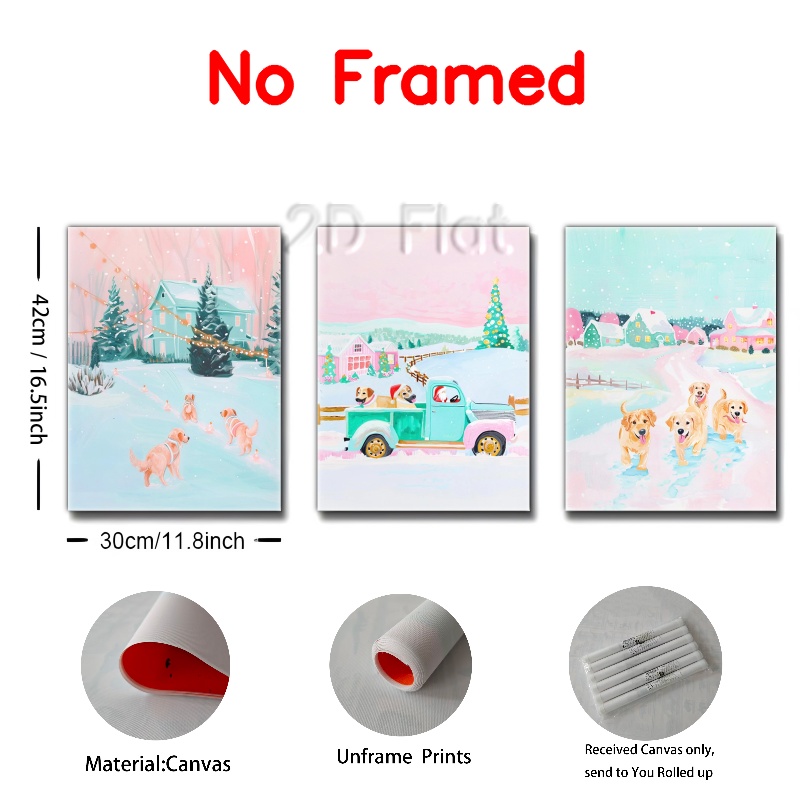 No Framed
2D Flat
42cm / 16.5inch
30cm/11.8inch
Material:Canvas
Unframe Prints
Received Canvas only,
send to You Rolled up